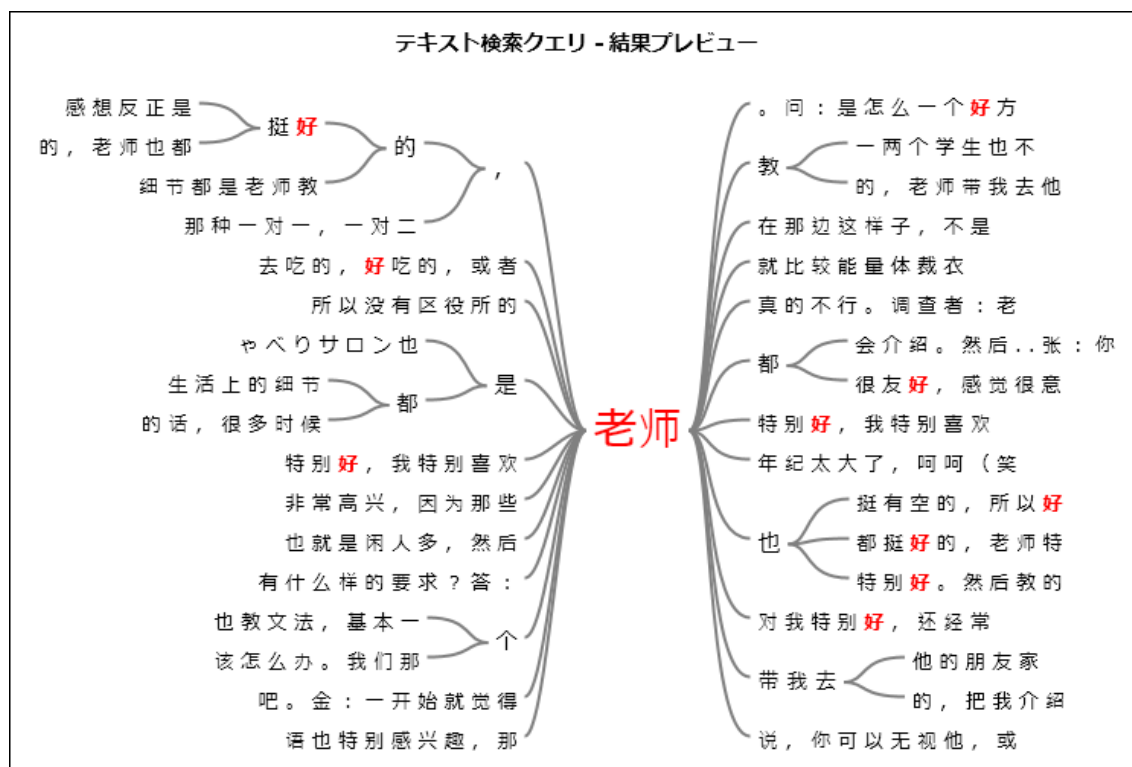 テキスト検索クエリ - 結果プレビュー
感想反正是
的，老师也都
挺好
细节都是老师教
的
那种一对一，一对二
，
去吃的，好吃的，或者
所以没有区役所的
ゃべりサロン也
生活上的细节
的话，很多时候
都
是
特别好，我特别喜欢
非常高兴，因为那些
也就是闲人多，然后
有什么样的要求？答：
也教文法，基本一
该怎么办。我们那
个
吧。金：一开始就觉得
语也特别感兴趣，那
老师
。问：是怎么一个好方
教
一两个学生也不
的，老师带我去他
在那边这样子，不是
就比较能量体裁衣
真的不行。调查者：老
都
会介绍。然后..张：你
很友好，感觉很意
特别好，我特别喜欢
年纪太大了，呵呵（笑
也
挺有空的，所以好
都挺好的，老师特
特别好。然后教的
对我特别好，还经常
带我去
他的朋友家
的，把我介绍
说，你可以无视他，或